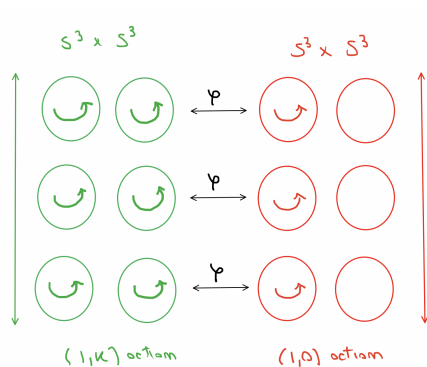 S³ x S³
S³ x S³
φ
φ
φ
(1,K) action
(1,0) action